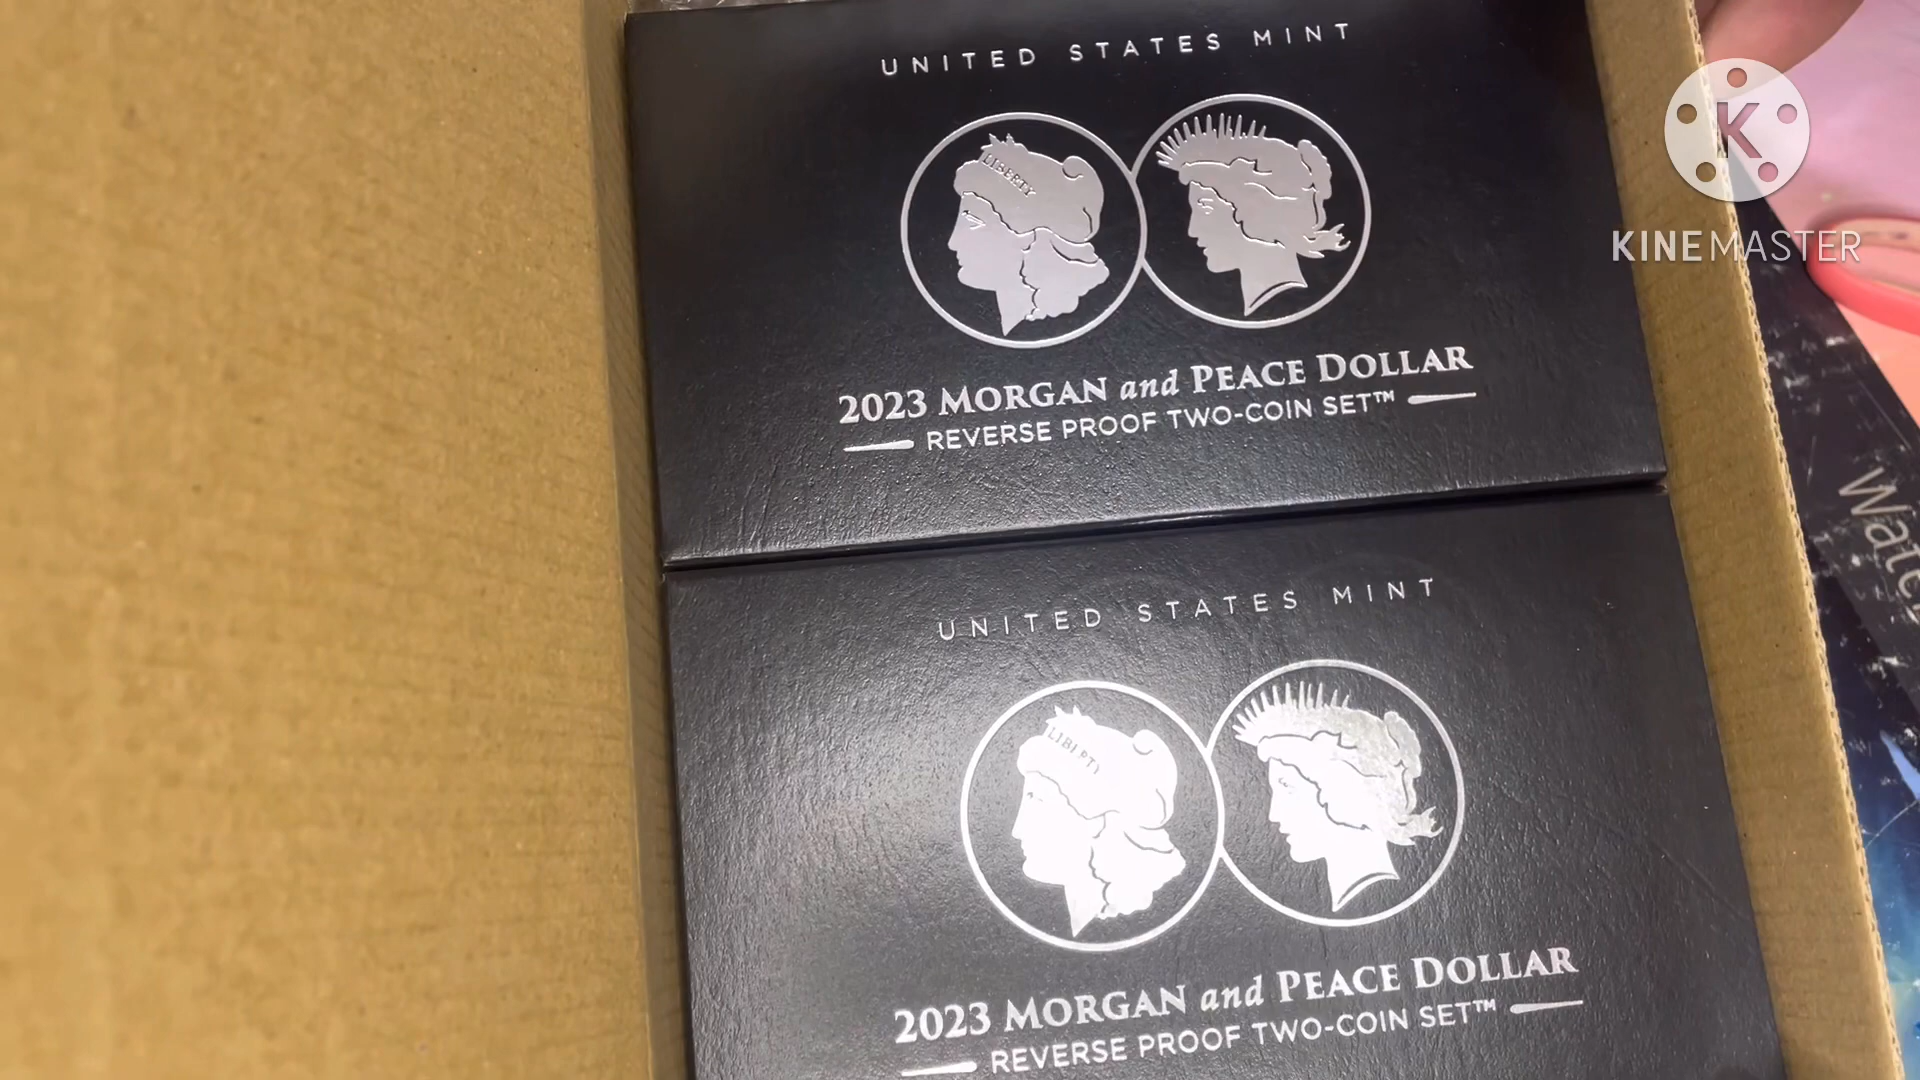 UNITED STATES MINT
LIBERTY
2023 MORGAN and PEACE DOLLAR
REVERSE PROOF TWO-COIN SET™
UNITED STATES MINT
LIBERTY
2023 MORGAN and PEACE DOLLAR
REVERSE PROOF TWO-COIN SET™
K
KINEMASTER